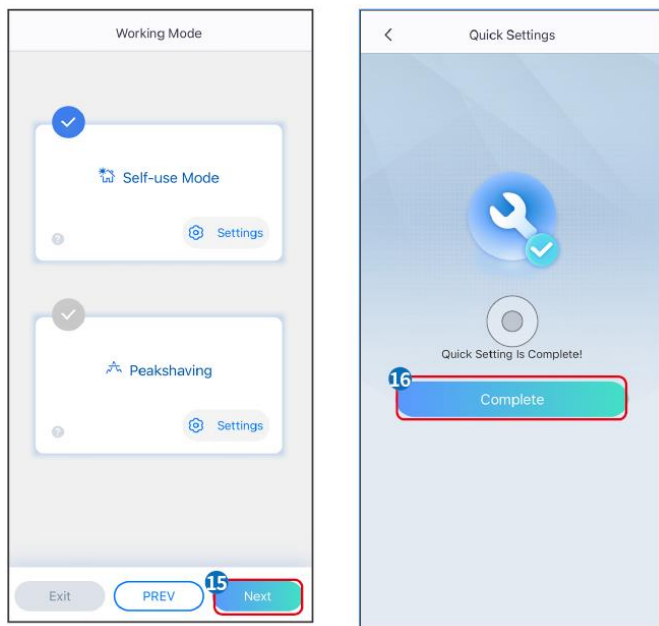 Working Mode
Self-use Mode
?
Settings
Peakshaving
?
Settings
Exit
PREV
15
Next
Quick Settings
Quick Setting Is Complete!
16
Complete